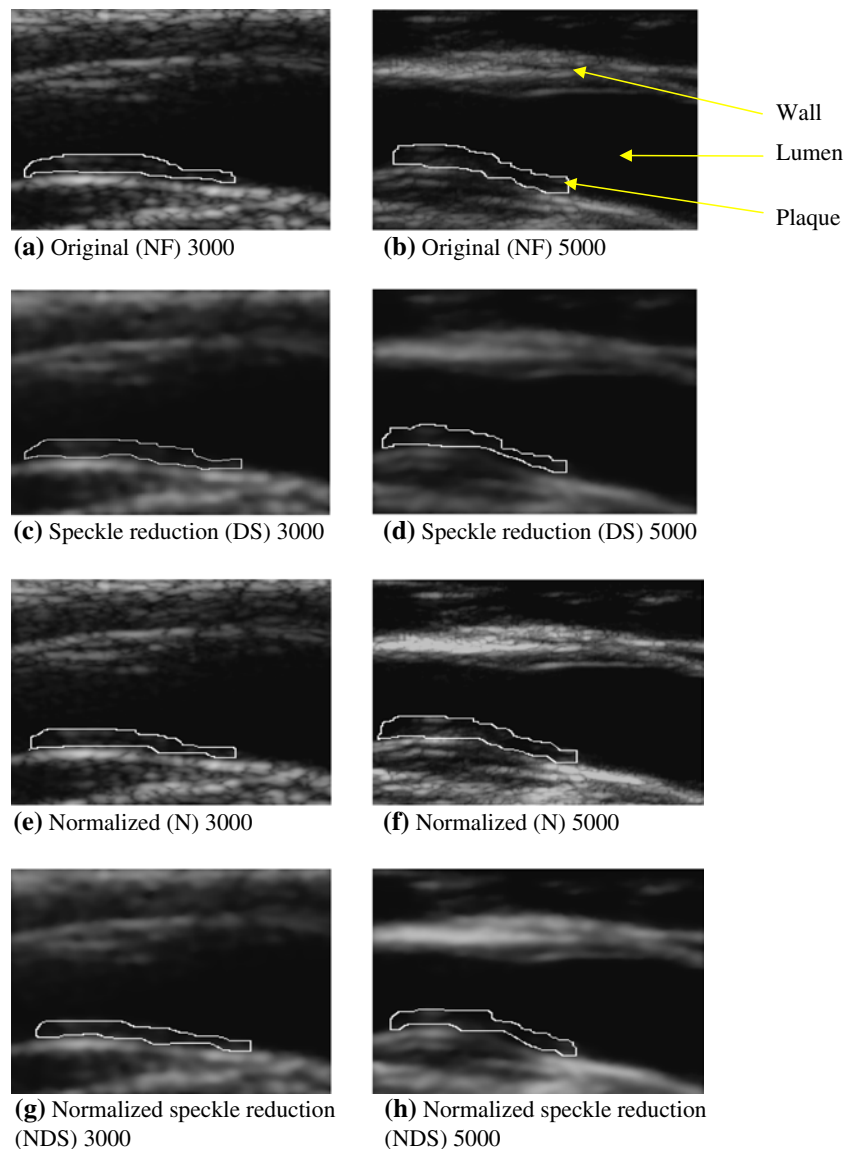 Wall
Lumen
Plaque
(a) Original (NF) 3000
(b) Original (NF) 5000
(c) Speckle reduction (DS) 3000
(d) Speckle reduction (DS) 5000
(e) Normalized (N) 3000
(f) Normalized (N) 5000
(g) Normalized speckle reduction
(NDS) 3000
(h) Normalized speckle reduction
(NDS) 5000